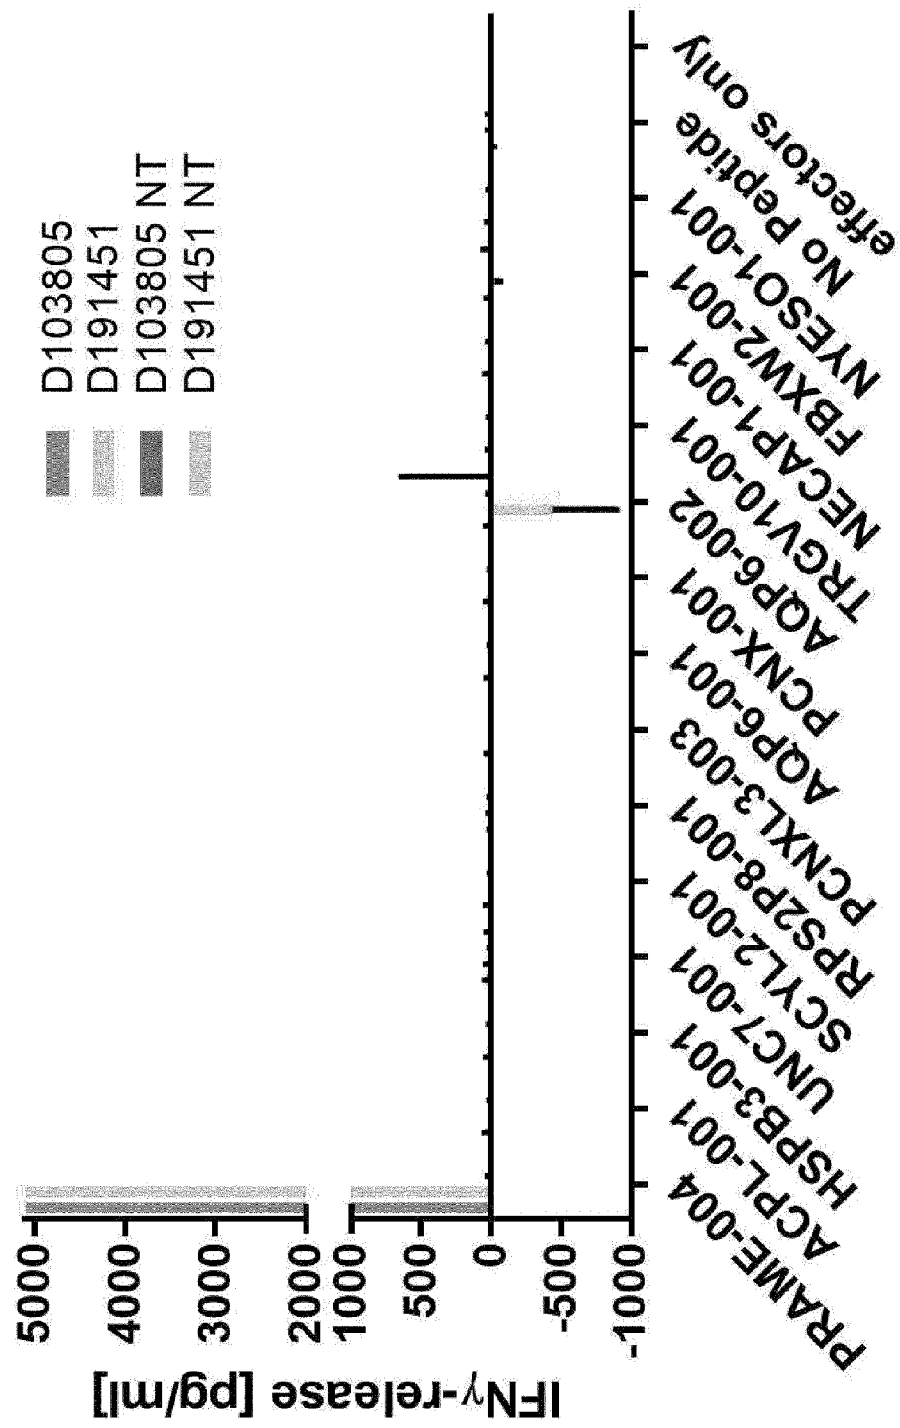 IFNγ-release [pg/ml]
5000
4000
3000
2000
1000
500
0
-500
-1000
D103805
D191451
D103805 NT
D191451 NT
PRAME-004
ACPL-001
HSPB3-001
UNC7-001
SCYL2-001
RPS2P8-001
PCNXL3-003
AQP6-001
PCNX-001
AQP6-002
TRGV10-001
NECAP1-001
FBXW2-001
NYESO1-001
No Peptide
effectors only